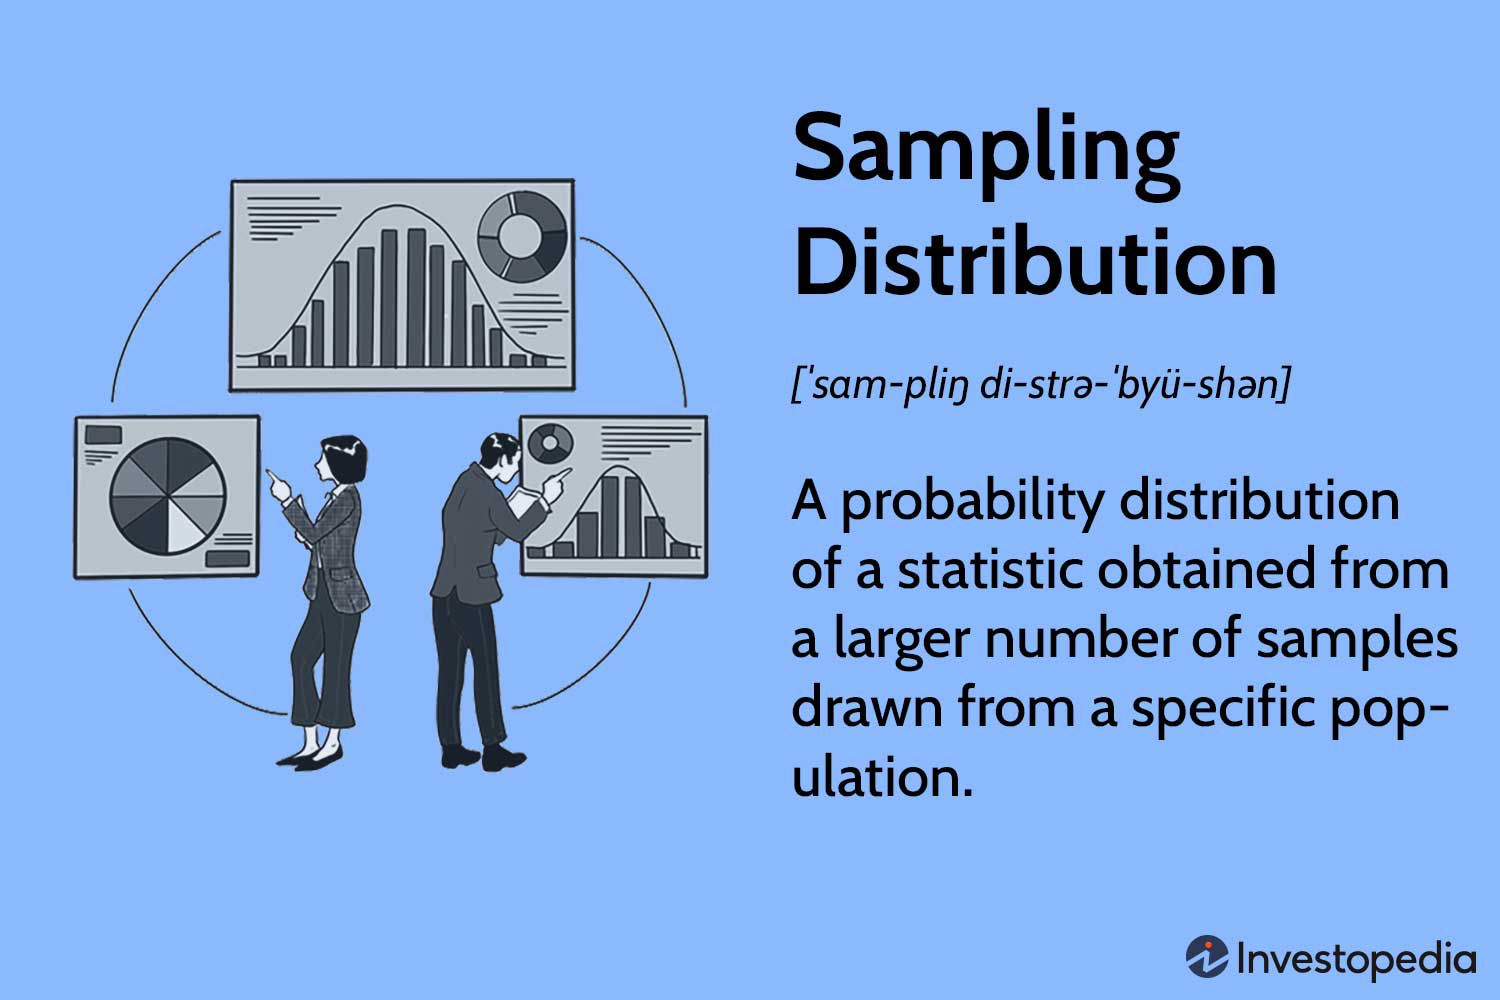 Sampling
Distribution
[ˈsam-pliŋ di-strə-ˈbyü-shən]
A probability distribution
of a statistic obtained from
a larger number of samples
drawn from a specific pop-
ulation.
Investopedia